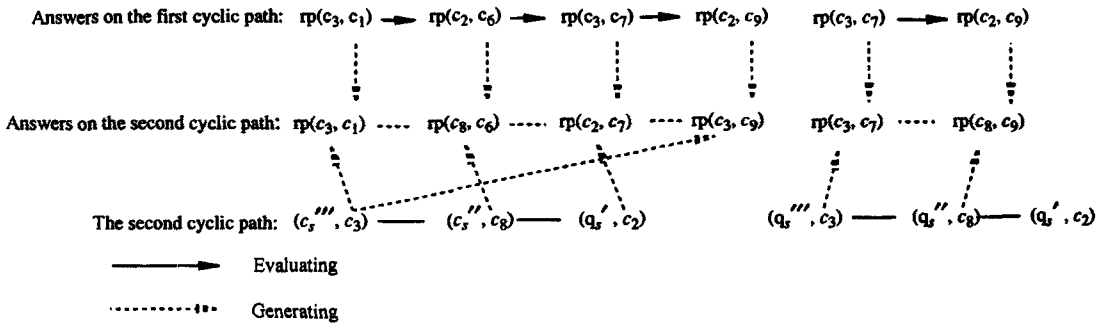 Answers on the first cyclic path: rp(c₃, c₁) rp(c₂, c₆) rp(c₃, c₇) rp(c₂, c₉) rp(c₃, c₇) rp(c₂, c₉)
Answers on the second cyclic path: rp(c₃, c₁) rp(c₈, c₆) rp(c₂, c₇) rp(c₃, c₉) rp(c₃, c₇) rp(c₈, c₉)
The second cyclic path: (cₛ''', c₃) (cₛ'', c₈) (qₛ', c₂) (qₛ''', c₃) (qₛ'', c₈) (qₛ', c₂)
Evaluating
Generating